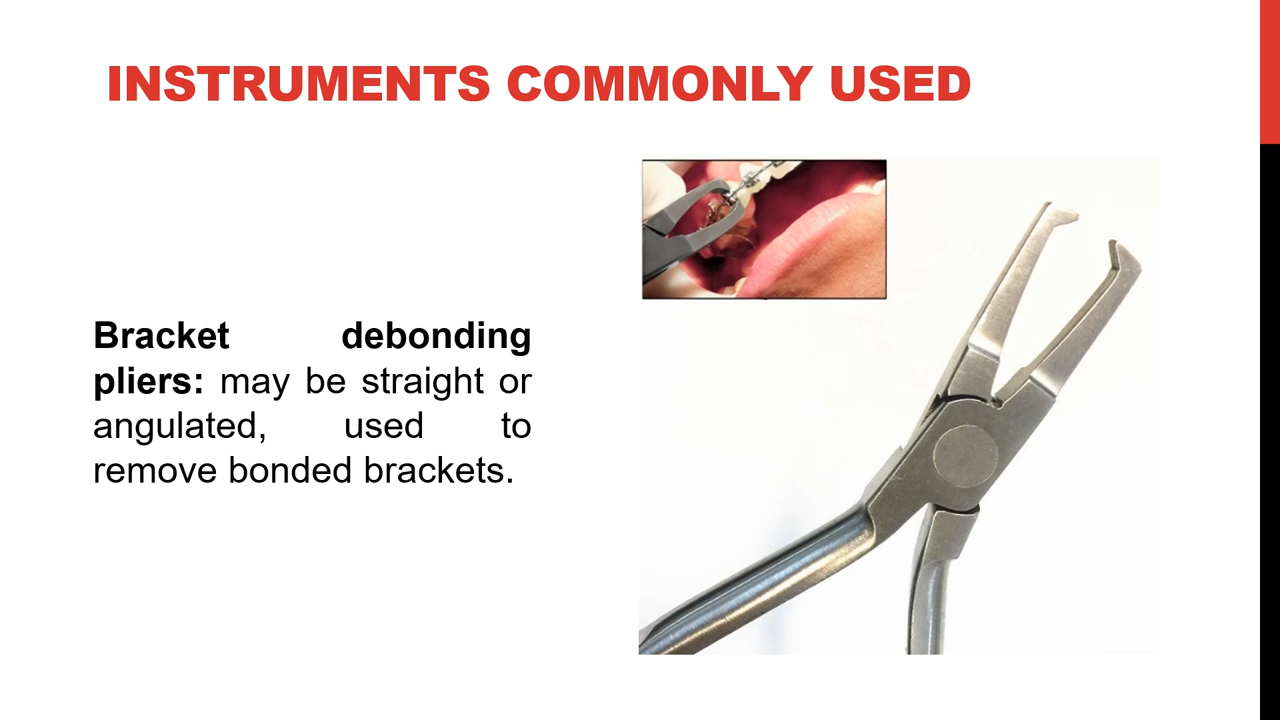 INSTRUMENTS COMMONLY USED
Bracket debonding
pliers: may be straight or
angulated, used to
remove bonded brackets.